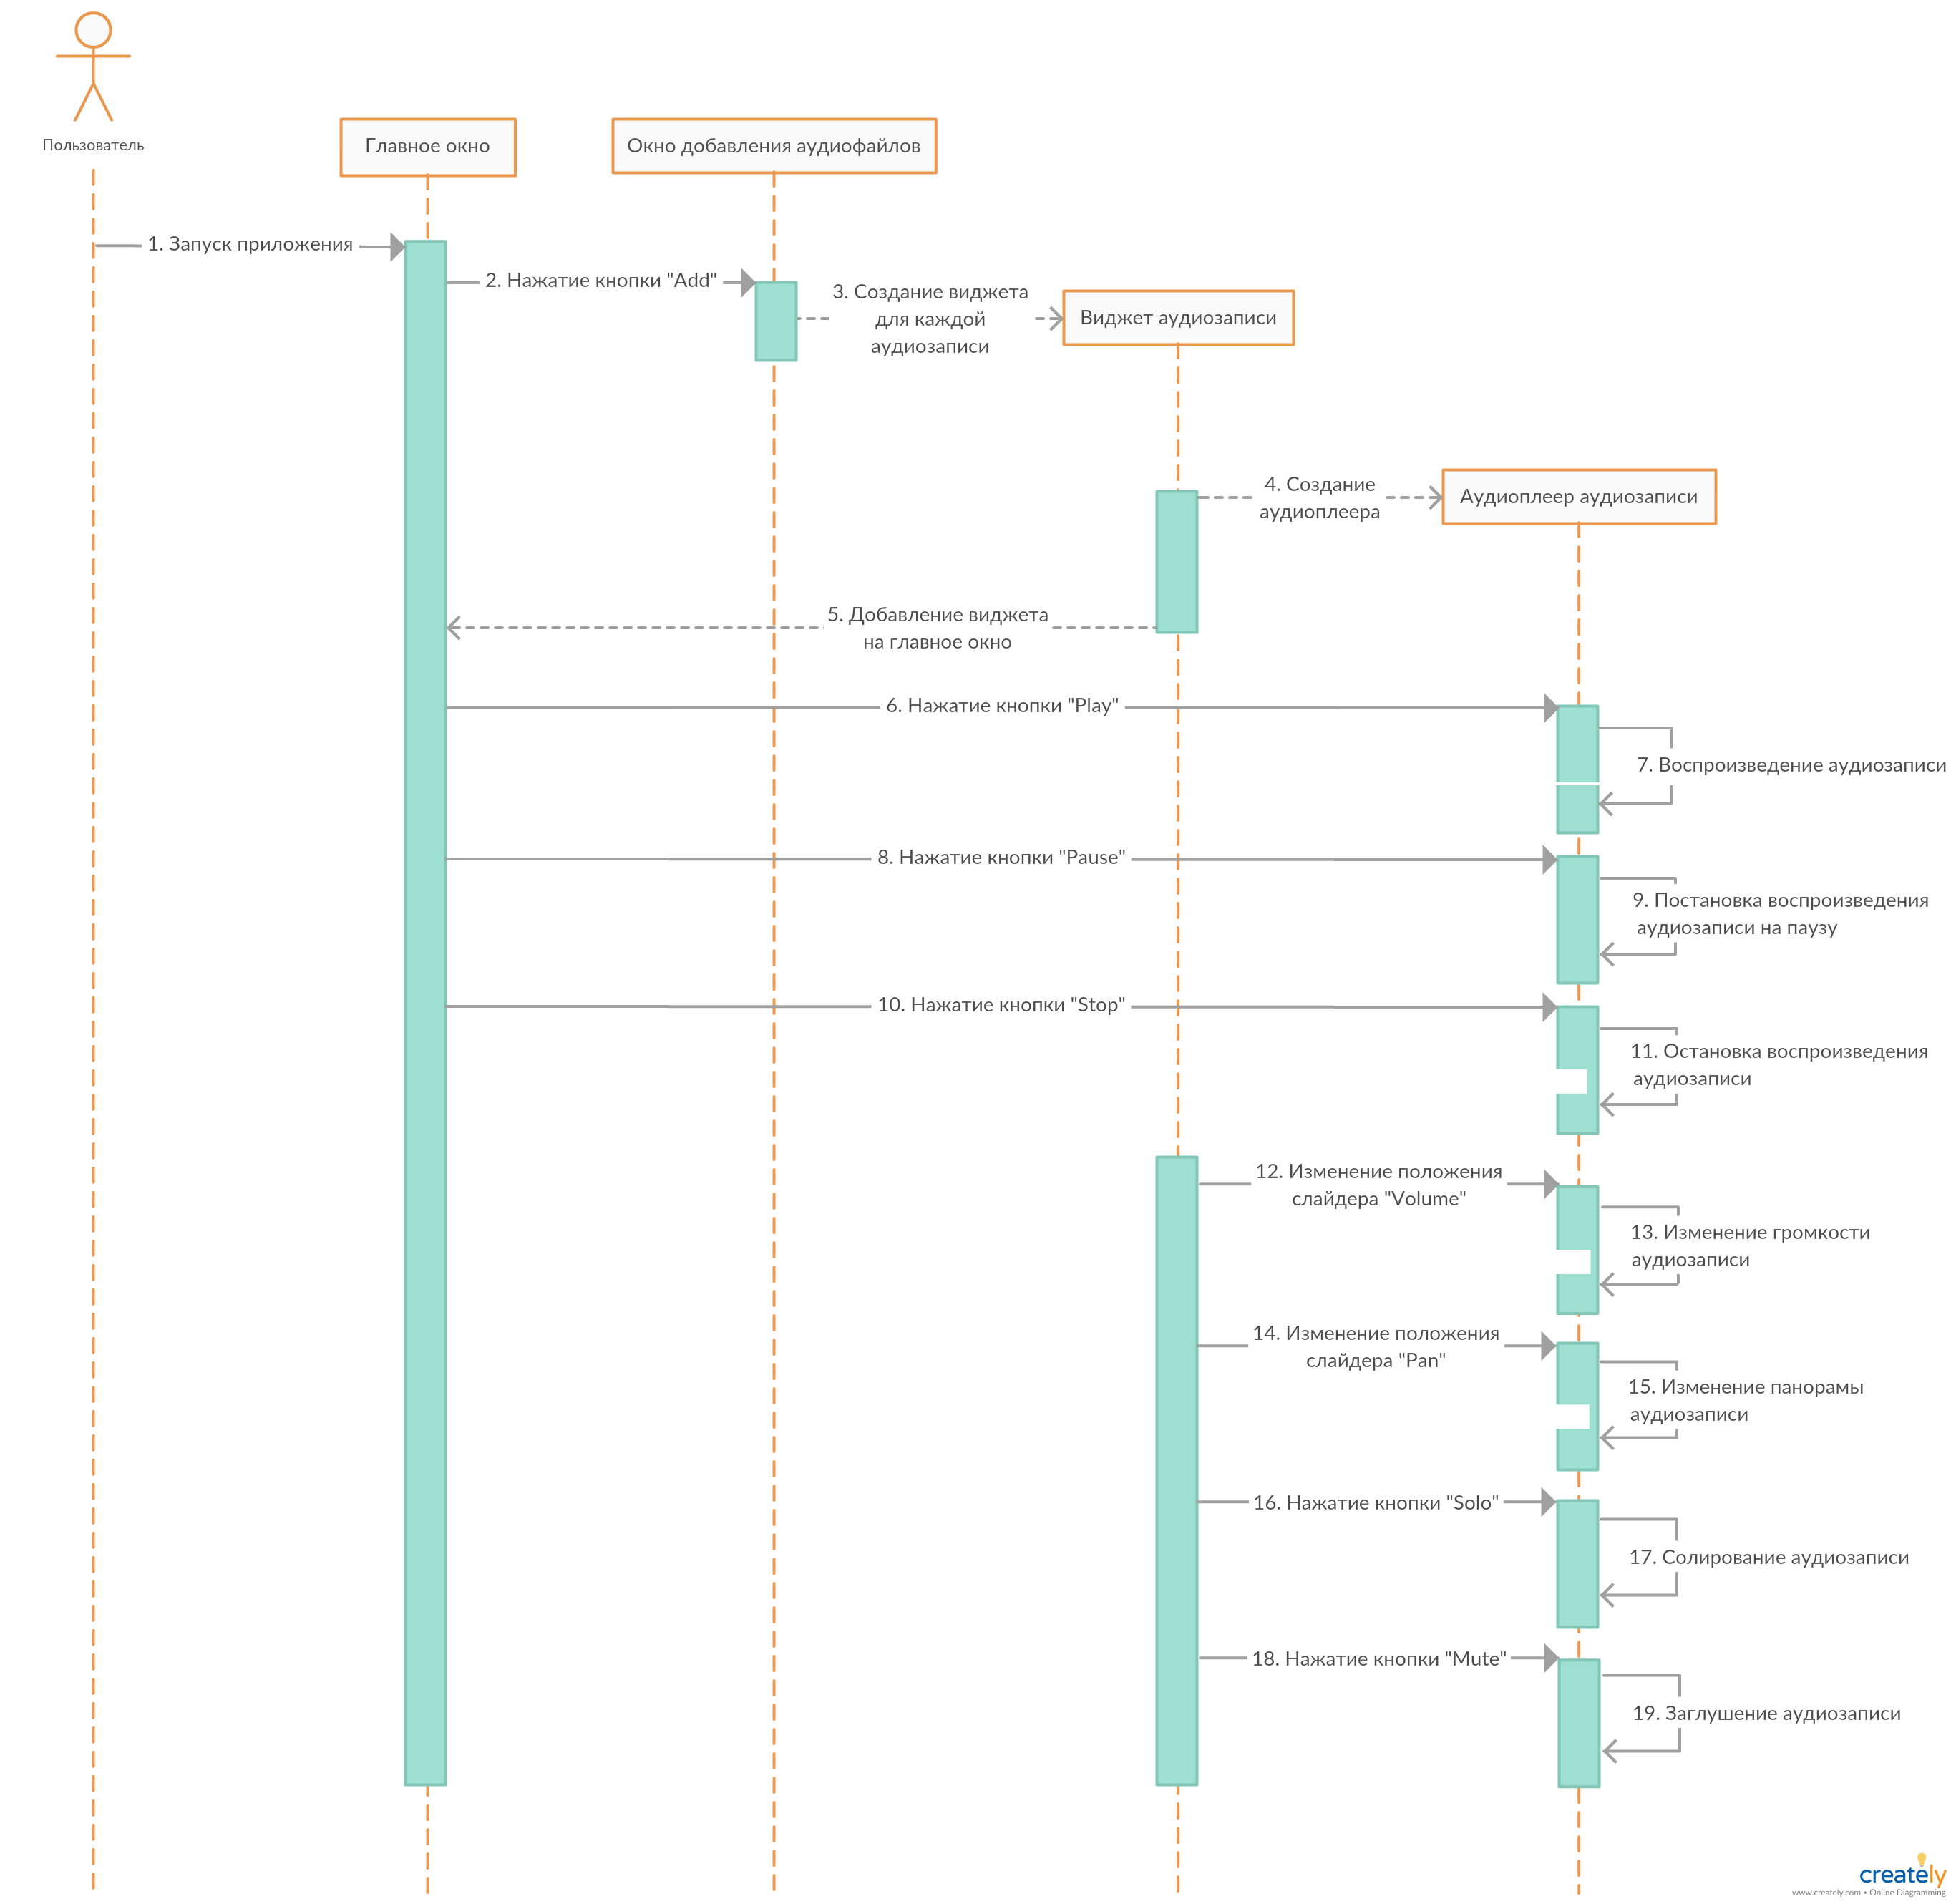 Пользователь
Главное окно
Окно добавления аудиофайлов
1. Запуск приложения
2. Нажатие кнопки "Add"
3. Создание виджета
для каждой
аудиозаписи
Виджет аудиозаписи
4. Создание
аудиоплеера
Аудиоплеер аудиозаписи
5. Добавление виджета
на главное окно
6. Нажатие кнопки "Play"
7. Воспроизведение аудиозаписи
8. Нажатие кнопки "Pause"
9. Постановка воспроизведения
аудиозаписи на паузу
10. Нажатие кнопки "Stop"
11. Остановка воспроизведения
аудиозаписи
12. Изменение положения
слайдера "Volume"
13. Изменение громкости
аудиозаписи
14. Изменение положения
слайдера "Pan"
15. Изменение панорамы
аудиозаписи
16. Нажатие кнопки "Solo"
17. Солирование аудиозаписи
18. Нажатие кнопки "Mute"
19. Заглушение аудиозаписи
creately
www.creately.com • Online Diagramming